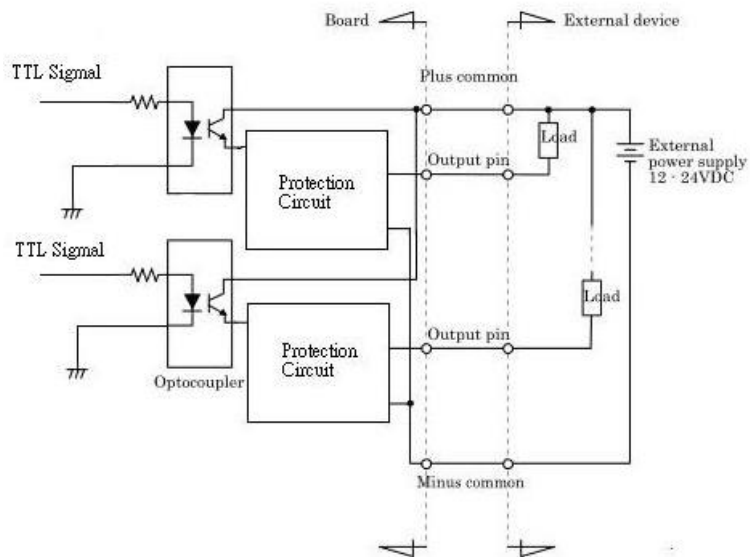 Board
External device
TTL Sigmal
Plus common
Load
External
power supply
12 - 24VDC
Output pin
Protection
Circuit
TTL Sigmal
Load
Output pin
Protection
Circuit
Optocoupler
Minus common